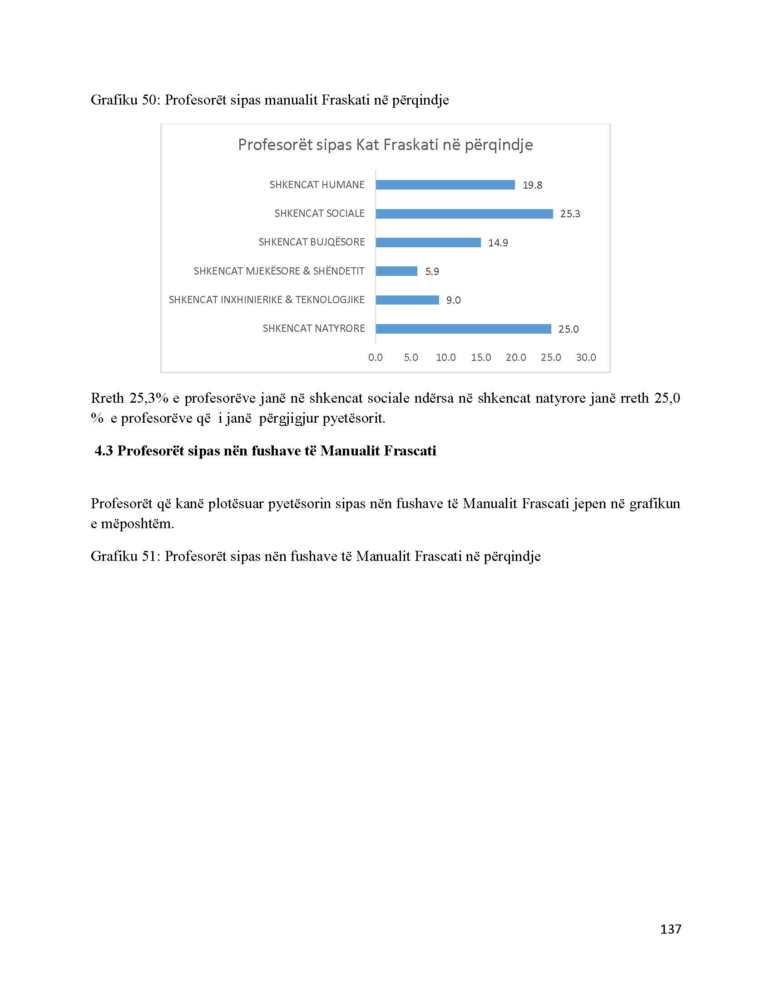 Grafiku 50: Profesorët sipas manualit Fraskati në përqindje
Profesorët sipas Kat Fraskati në përqindje
SHKENCAT HUMANE 19.8
SHKENCAT SOCIALE 25.3
SHKENCAT BUJQËSORE 14.9
SHKENCAT MJEKËSORE & SHËNDETIT 5.9
SHKENCAT INXHINIERIKE & TEKNOLOGJIKE 9.0
SHKENCAT NATYRORE 25.0
0.0 5.0 10.0 15.0 20.0 25.0 30.0
Rreth 25,3% e profesorëve janë në shkencat sociale ndërsa në shkencat natyrore janë rreth 25,0
% e profesorëve që i janë përgjigjur pyetësorit.
4.3 Profesorët sipas nën fushave të Manualit Frascati
Profesorët që kanë plotësuar pyetësorin sipas nën fushave të Manualit Frascati jepen në grafikun
e mëposhtëm.
Grafiku 51: Profesorët sipas nën fushave të Manualit Frascati në përqindje
137